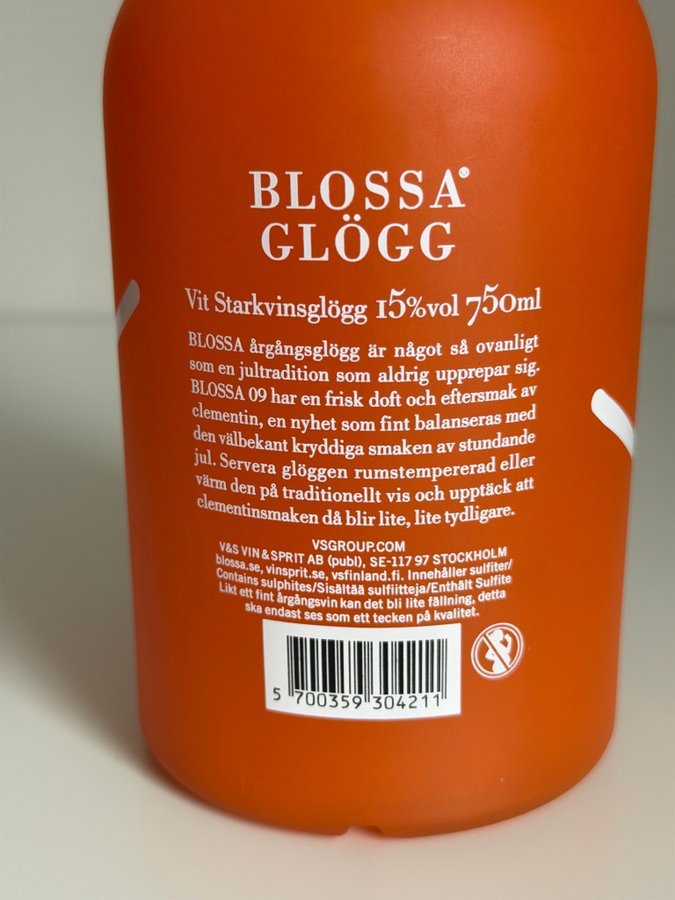 BLOSSA®
GLÖGG
Vit Starkvinsglögg 15%vol 750ml
BLOSSA årgångsglögg är något så ovanligt
som en jultradition som aldrig upprepar sig.
BLOSSA 09 har en frisk doft och eftersmak av
clementin, en nyhet som fint balanseras med
den välbekant kryddiga smaken av stundande
jul. Servera glöggen rumstempererad eller
värm den på traditionellt vis och upptäck att
clementinsmaken då blir lite, lite tydligare.
VSGROUP.COM
V&S VIN & SPRIT AB (publ), SE-117 97 STOCKHOLM
blossa.se, vinsprit.se, vsfinland.fi. Innehåller sulfiter/
Contains sulphites/Sisältää sulfiitteja/Enthält Sulfite
Likt ett fint årgångsvin kan det bli lite fällning, detta
ska endast ses som ett tecken på kvalitet.
5 700359 304211